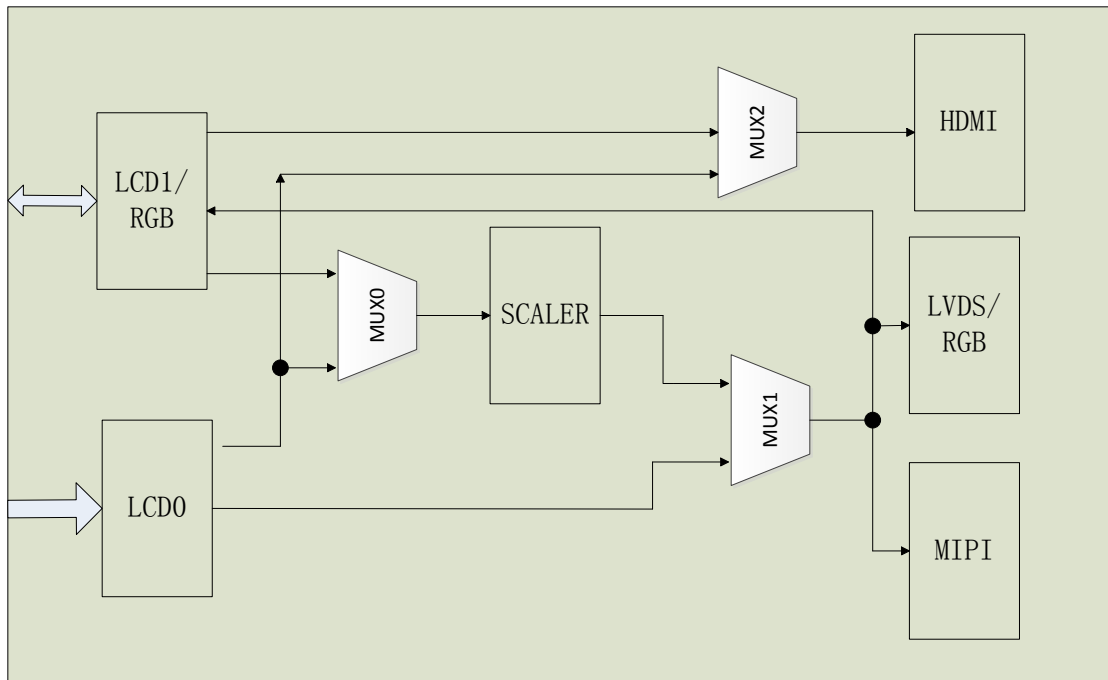 MUX2
HDMI
LCD1/
RGB
MUX0
SCALER
LVDS/
RGB
MUX1
LCD0
MIPI